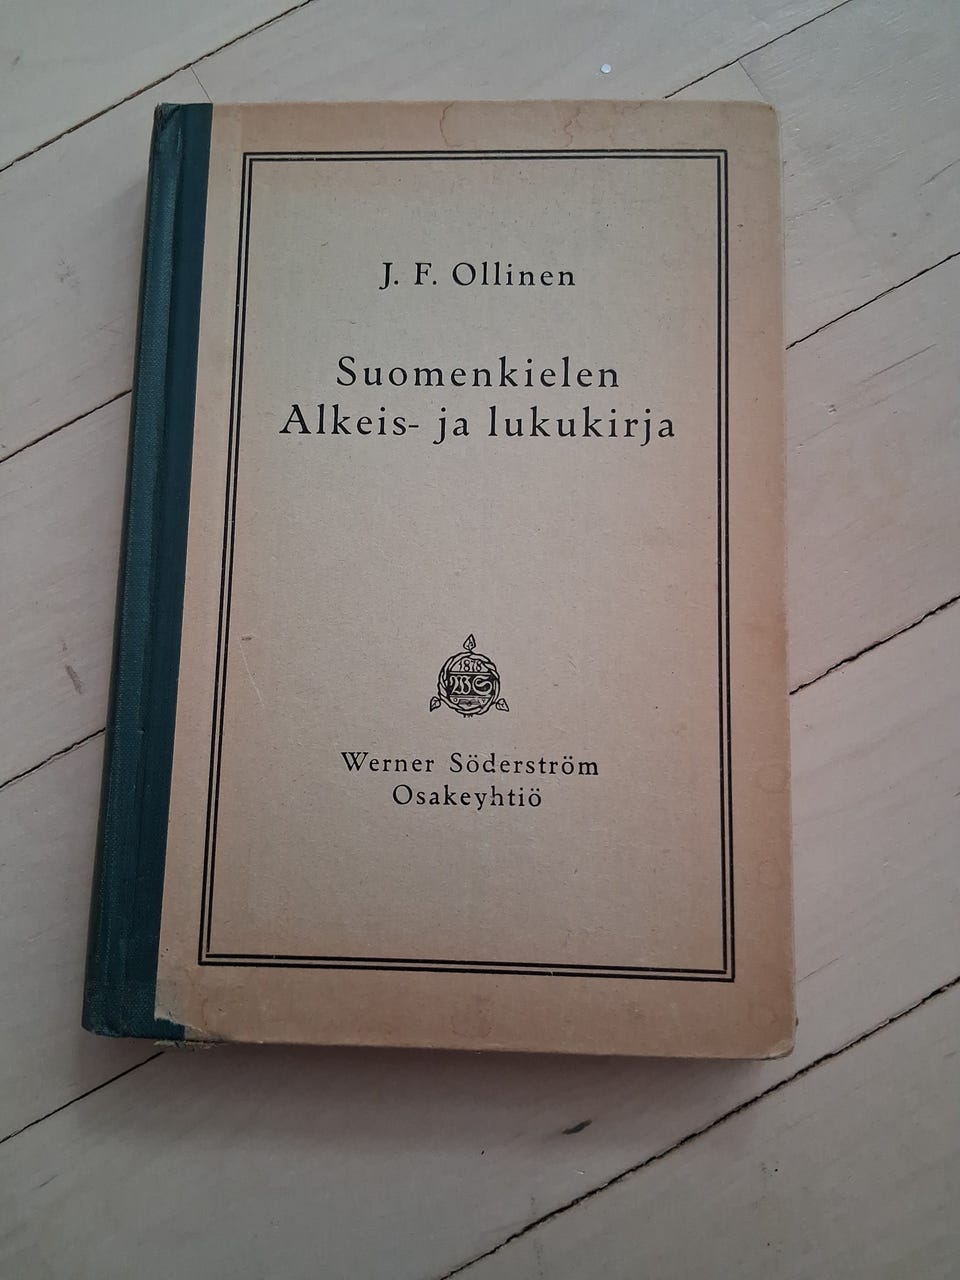 J. F. Ollinen
Suomenkielen
Alkeis- ja lukukirja
1878
WS
Werner Söderström
Osakeyhtiö